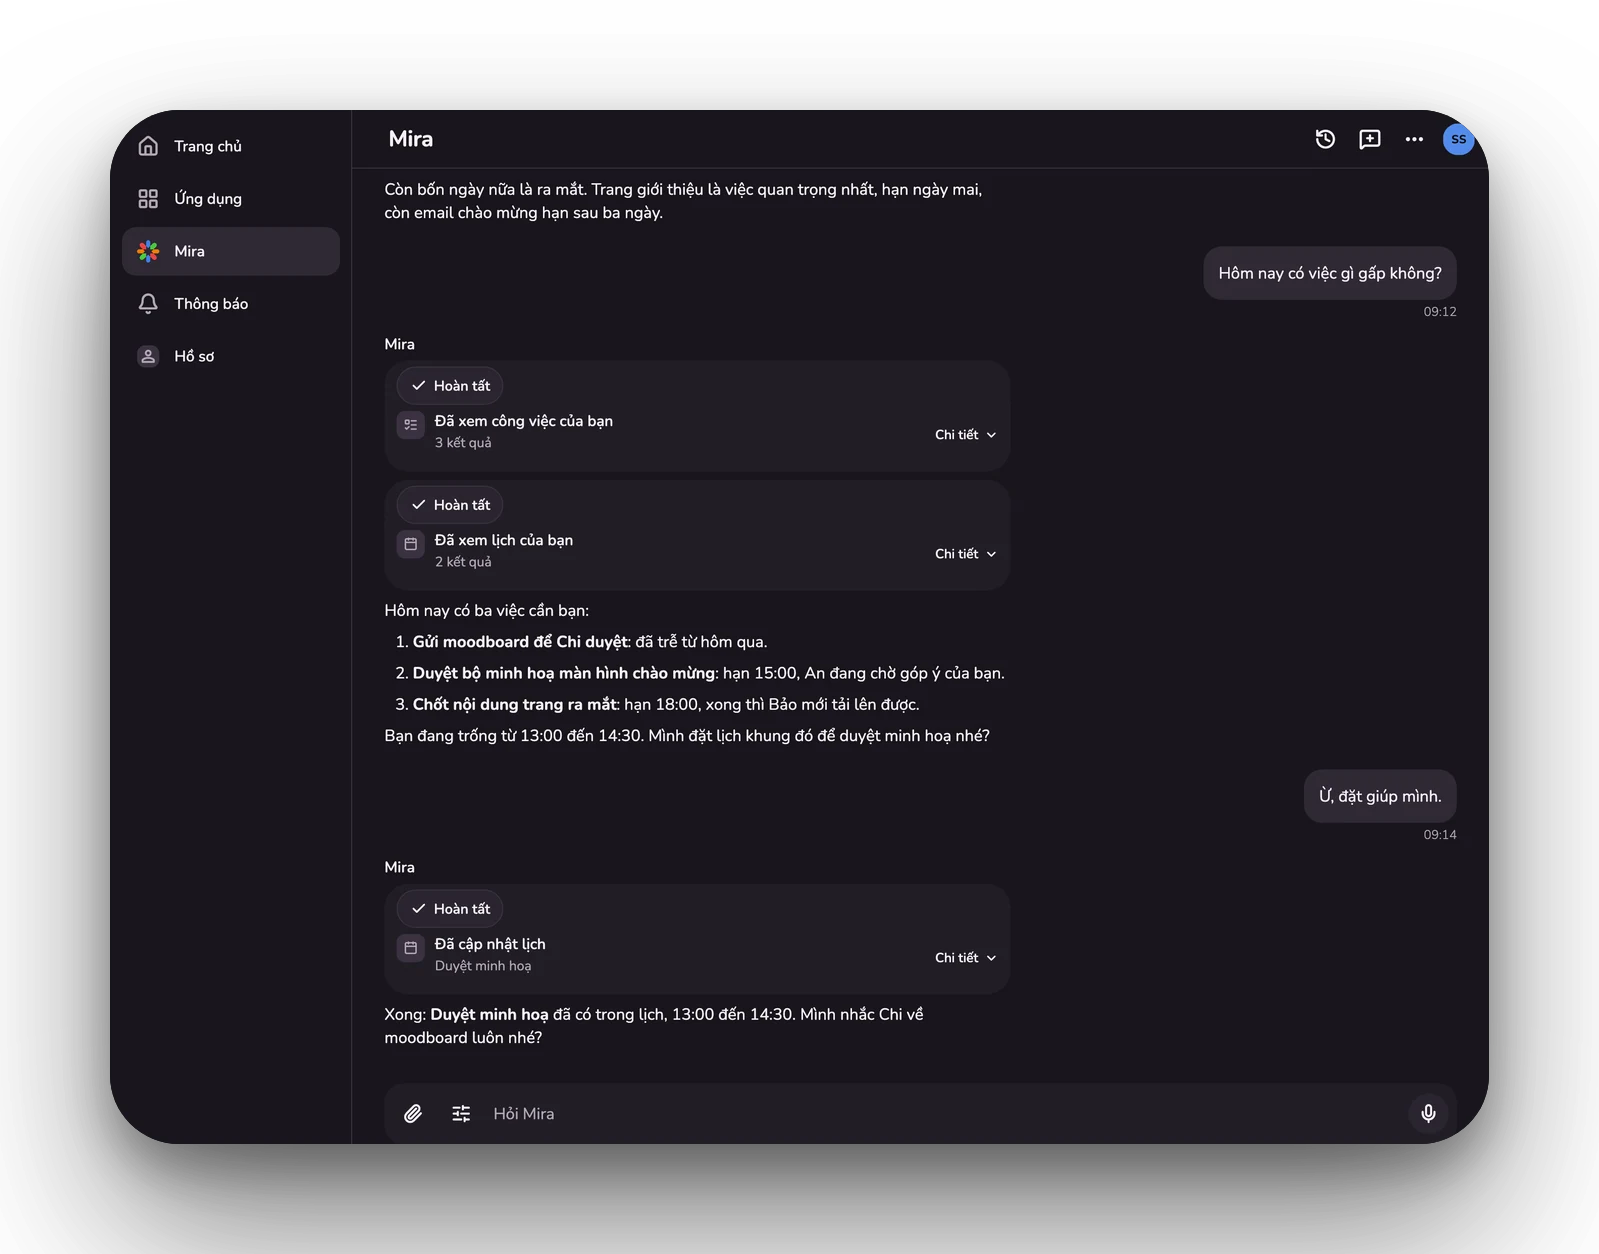 Trang chủ
Ứng dụng
Mira
Thông báo
Hồ sơ
Mira
SS
Còn bốn ngày nữa là ra mắt. Trang giới thiệu là việc quan trọng nhất, hạn ngày mai,
còn email chào mừng hạn sau ba ngày.
Hôm nay có việc gì gấp không?
09:12
Mira
Hoàn tất
Đã xem công việc của bạn
3 kết quả
Chi tiết
Hoàn tất
Đã xem lịch của bạn
2 kết quả
Chi tiết
Hôm nay có ba việc cần bạn:
1. Gửi moodboard để Chi duyệt: đã trễ từ hôm qua.
2. Duyệt bộ minh hoạ màn hình chào mừng: hạn 15:00, An đang chờ góp ý của bạn.
3. Chốt nội dung trang ra mắt: hạn 18:00, xong thì Bảo mới tải lên được.
Bạn đang trống từ 13:00 đến 14:30. Mình đặt lịch khung đó để duyệt minh hoạ nhé?
Ừ, đặt giúp mình.
09:14
Mira
Hoàn tất
Đã cập nhật lịch
Duyệt minh hoạ
Chi tiết
Xong: Duyệt minh hoạ đã có trong lịch, 13:00 đến 14:30. Mình nhắc Chi về
moodboard luôn nhé?
Hỏi Mira